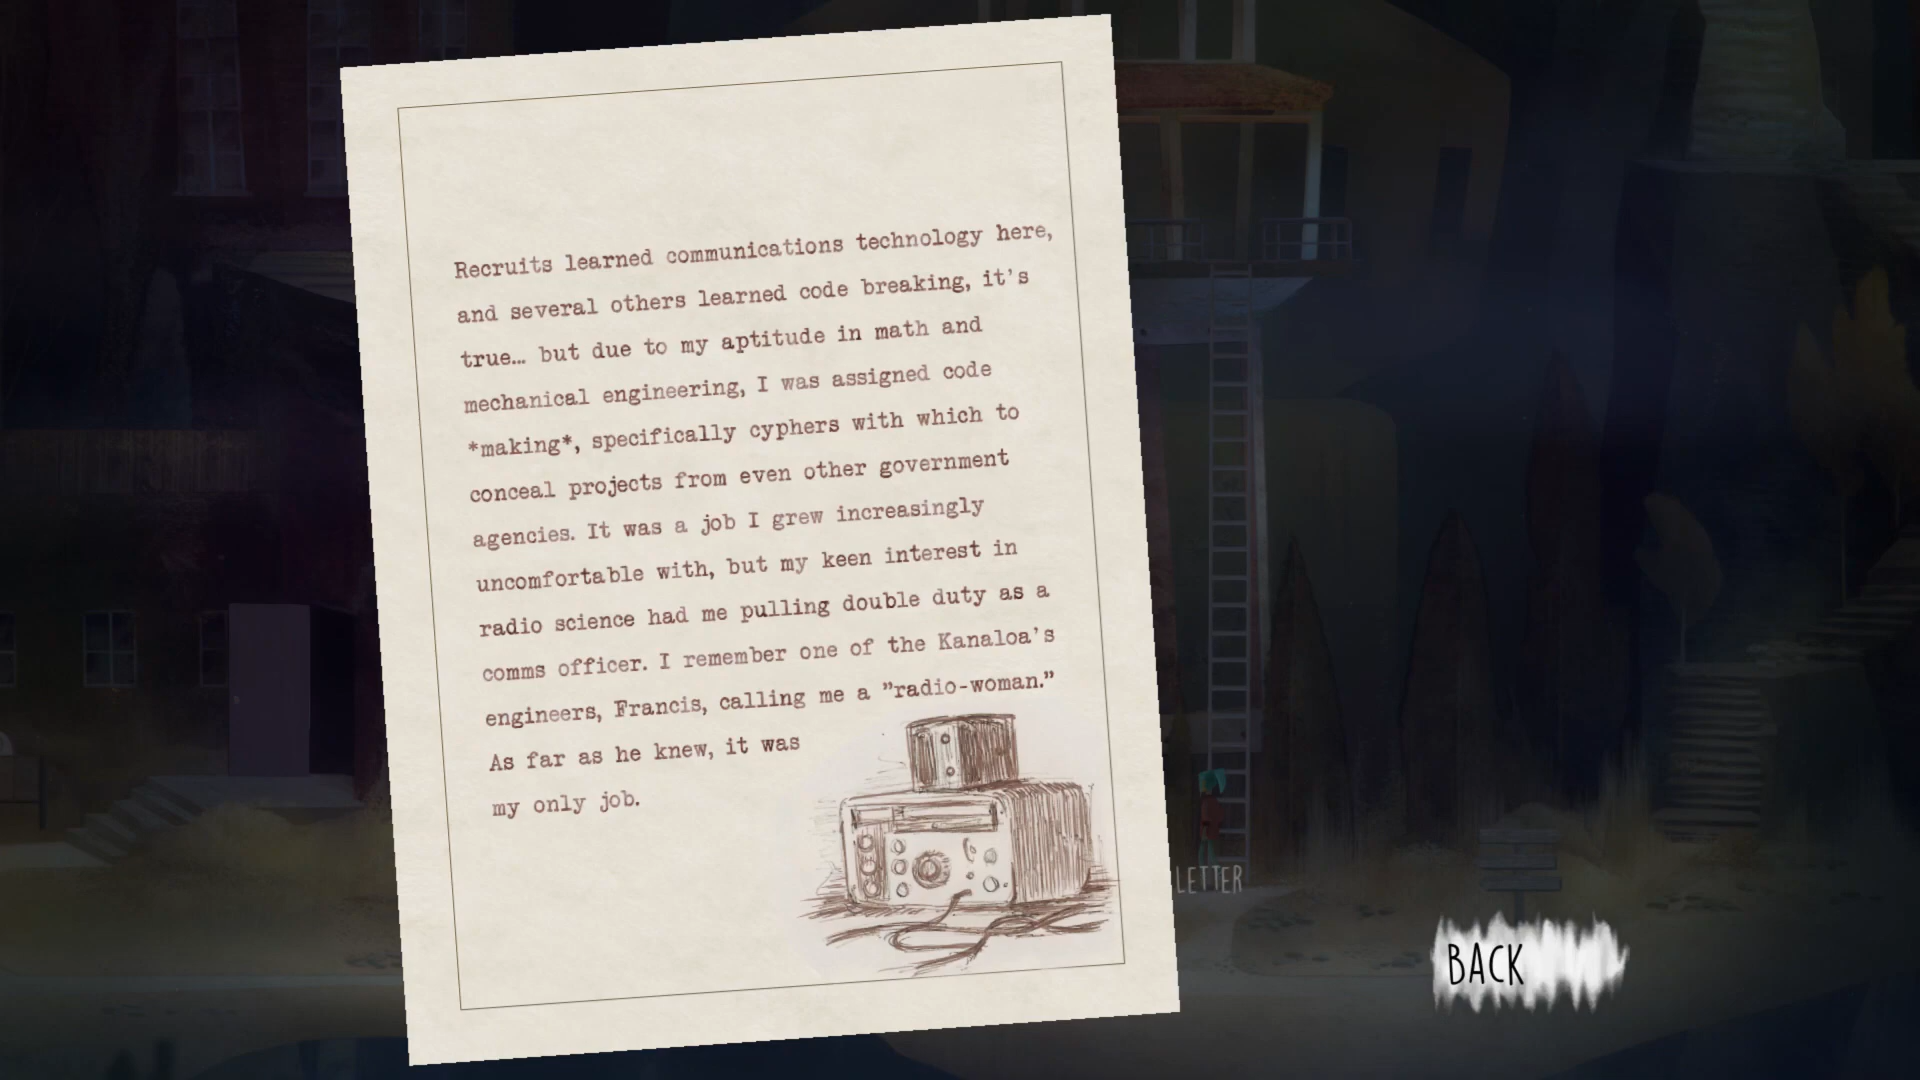 Recruits learned communications technology here,
and several others learned code breaking, it's
true… but due to my aptitude in math and
mechanical engineering, I was assigned code
*making*, specifically cyphers with which to
conceal projects from even other government
agencies. It was a job I grew increasingly
uncomfortable with, but my keen interest in
radio science had me pulling double duty as a
comms officer. I remember one of the Kanaloa's
engineers, Francis, calling me a ”radio-woman.”
As far as he knew, it was
my only job.
LETTER
BACK